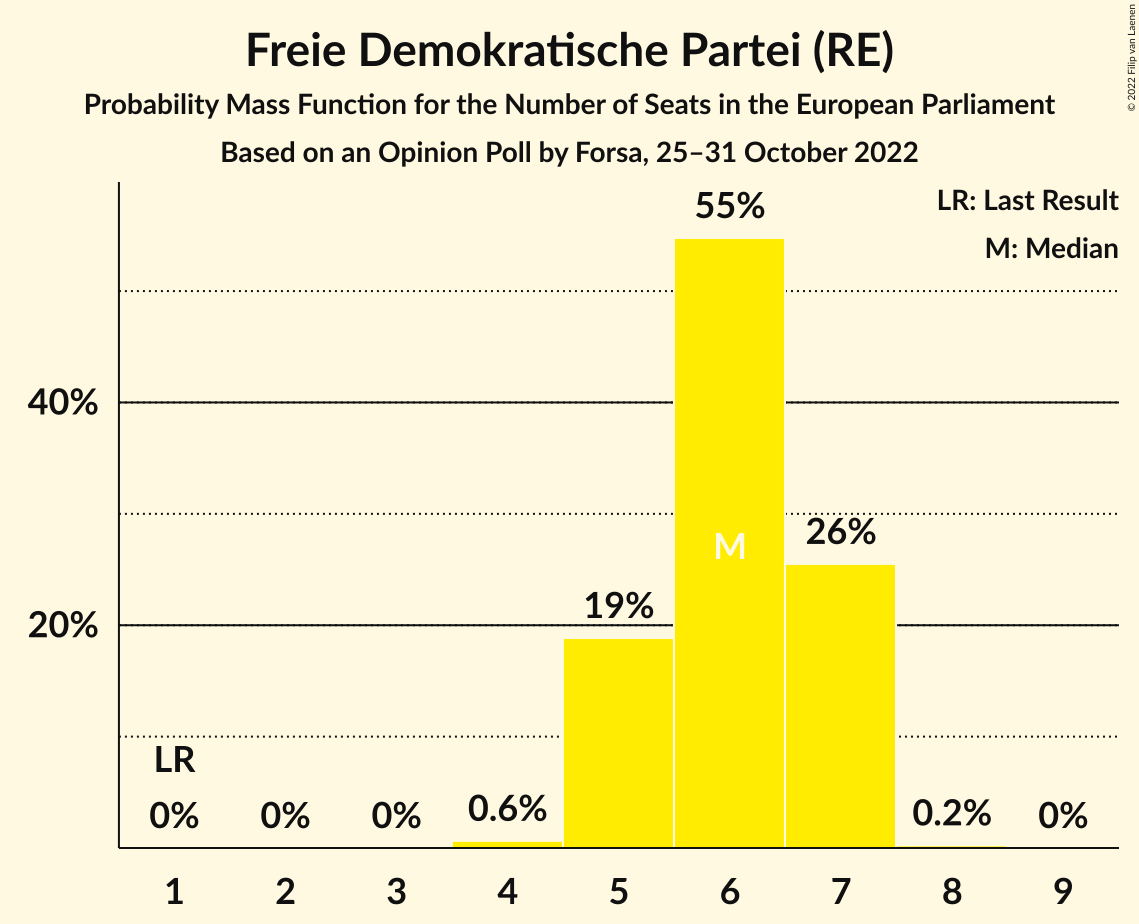 Freie Demokratische Partei (RE)
Probability Mass Function for the Number of Seats in the European Parliament
Based on an Opinion Poll by Forsa, 25–31 October 2022
© 2022 Filip van Laenen
LR: Last Result
M: Median
55%
40%
M
26%
20%
19%
LR
0%
0%
0%
0.6%
0.2%
0%
1 2 3 4 5 6 7 8 9